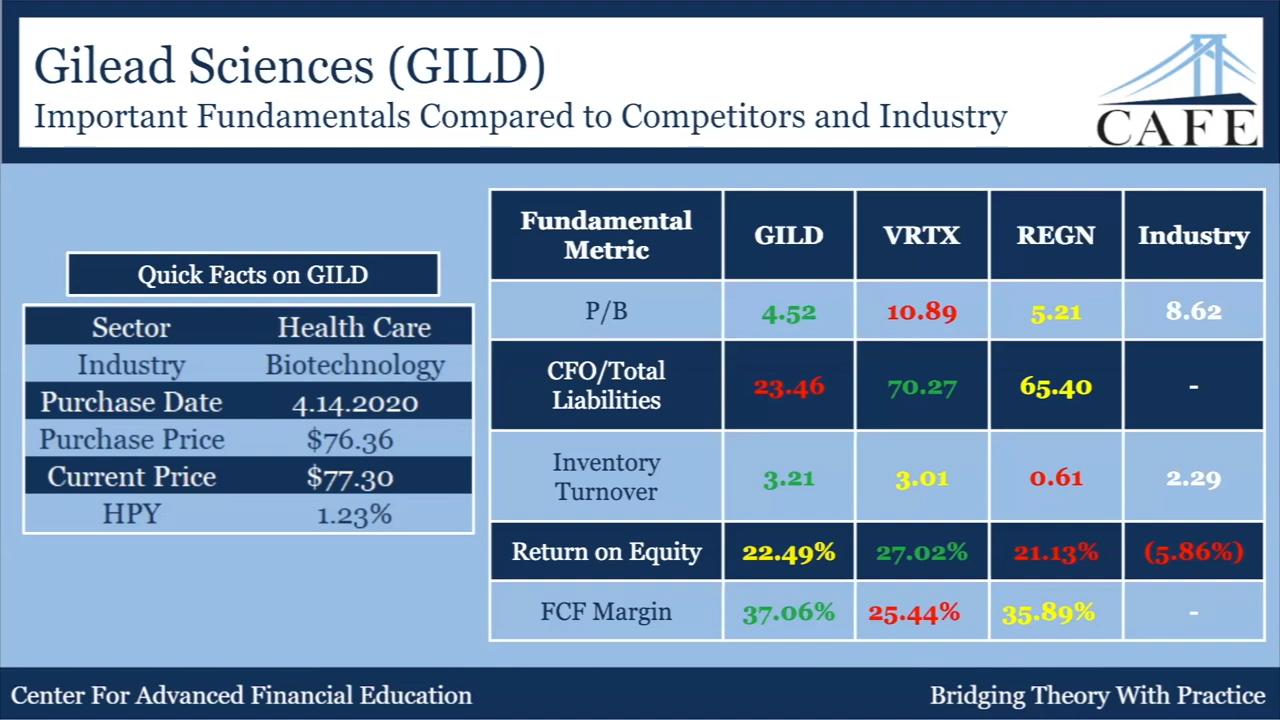 Gilead Sciences (GILD)
Important Fundamentals Compared to Competitors and Industry
CAFE
Quick Facts on GILD
Sector Health Care
Industry Biotechnology
Purchase Date 4.14.2020
Purchase Price $76.36
Current Price $77.30
HPY 1.23%
Fundamental Metric GILD VRTX REGN Industry
P/B 4.52 10.89 5.21 8.62
CFO/Total Liabilities 23.46 70.27 65.40 -
Inventory Turnover 3.21 3.01 0.61 2.29
Return on Equity 22.49% 27.02% 21.13% (5.86%)
FCF Margin 37.06% 25.44% 35.89% -
Center For Advanced Financial Education
Bridging Theory With Practice